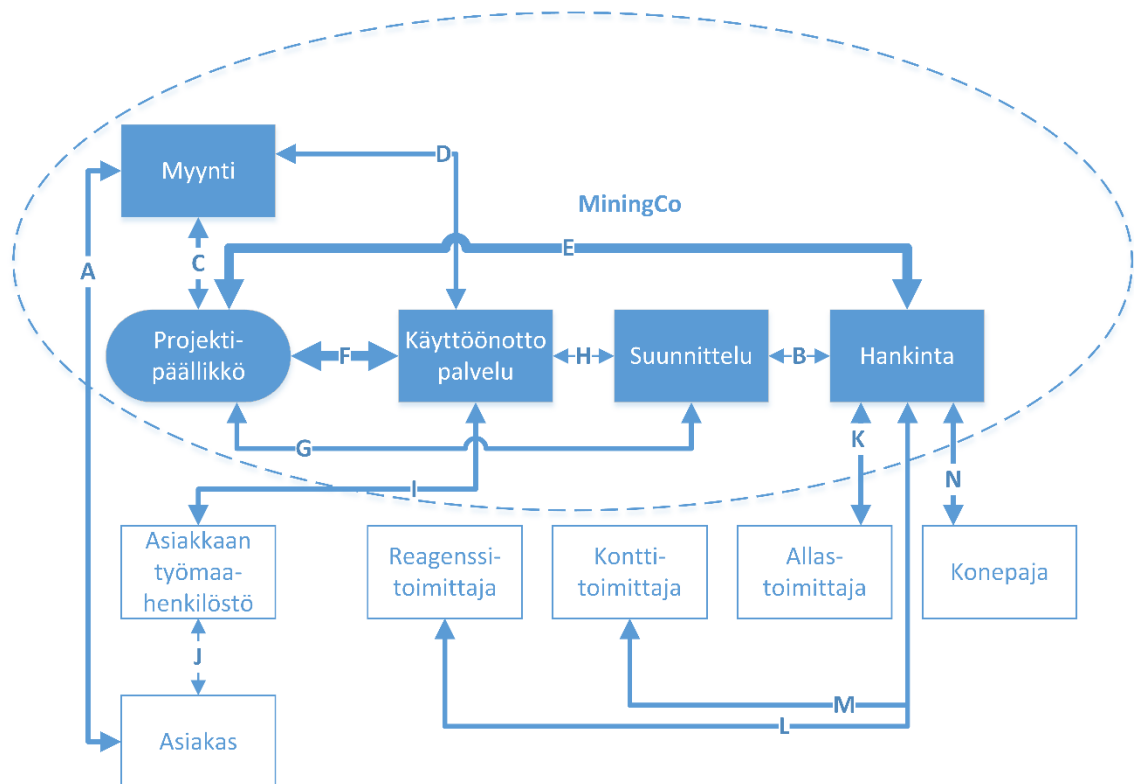 D
Myynti
MiningCo
A
C
E
Projekti-
päällikkö
F
Käyttöönotto
palvelu
H
Suunnittelu
B
Hankinta
G
K
I
N
Asiakkaan
työmaa-
henkilöstö
Reagenssi-
toimittaja
Kontti-
toimittaja
Allas-
toimittaja
Konepaja
J
M
L
Asiakas